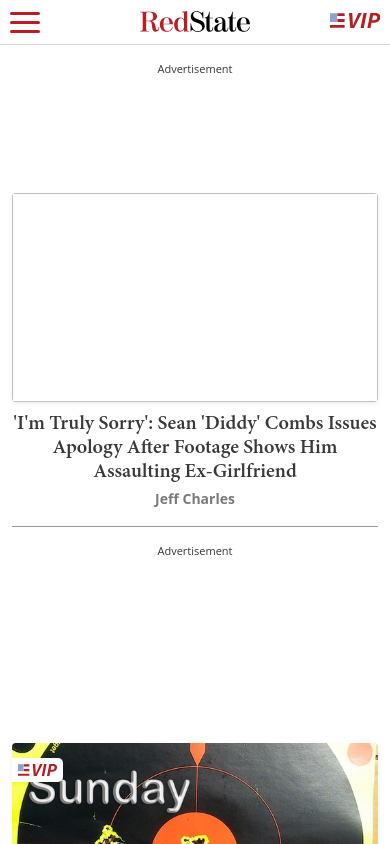 RedState
VIP
Advertisement
'I'm Truly Sorry': Sean 'Diddy' Combs Issues
Apology After Footage Shows Him
Assaulting Ex-Girlfriend
Jeff Charles
Advertisement
VIP
Sunday